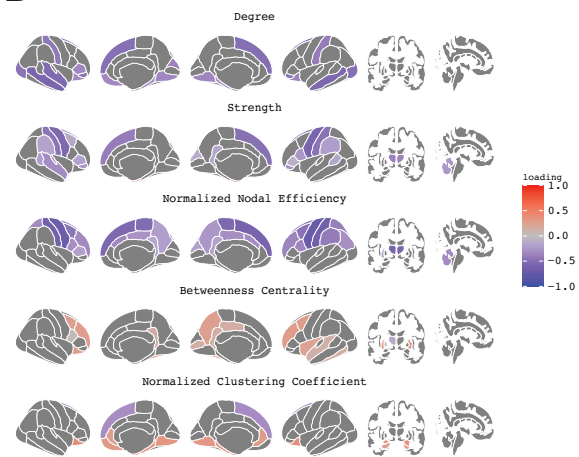 Degree
Strength
Normalized Nodal Efficiency
Betweenness Centrality
Normalized Clustering Coefficient
loading
1.0
0.5
0.0
−0.5
−1.0